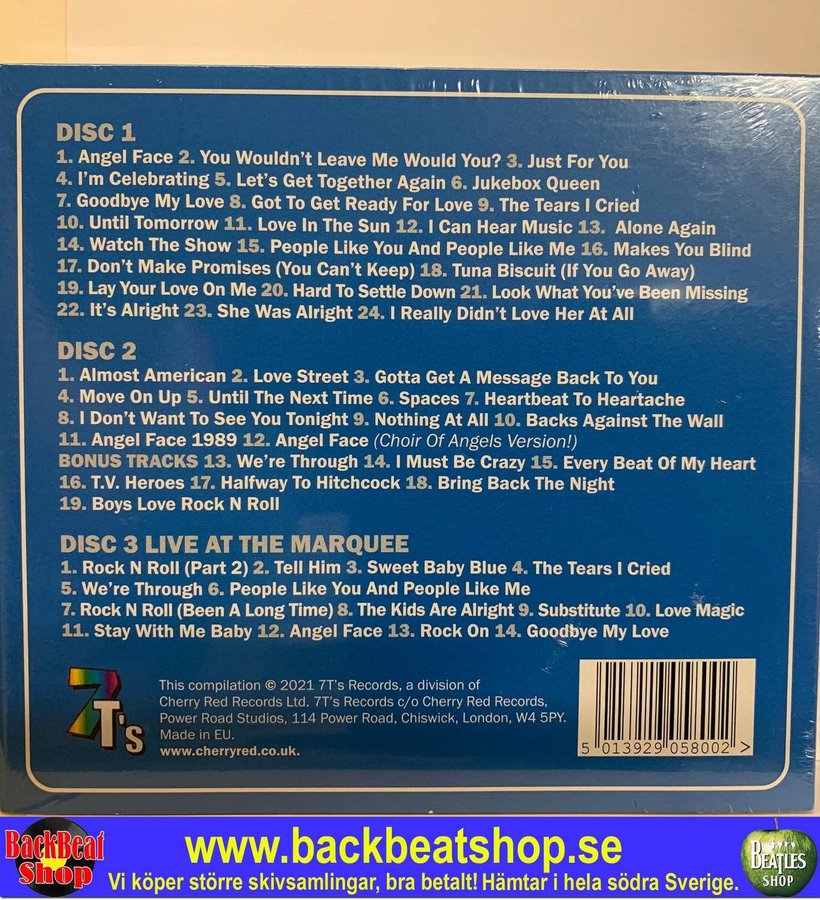 DISC 1
1. Angel Face 2. You Wouldn't Leave Me Would You? 3. Just For You
4. I'm Celebrating 5. Let's Get Together Again 6. Jukebox Queen
7. Goodbye My Love 8. Got To Get Ready For Love 9. The Tears I Cried
10. Until Tomorrow 11. Love In The Sun 12. I Can Hear Music 13. Alone Again
14. Watch The Show 15. People Like You And People Like Me 16. Makes You Blind
17. Don't Make Promises (You Can't Keep) 18. Tuna Biscuit (If You Go Away)
19. Lay Your Love On Me 20. Hard To Settle Down 21. Look What You've Been Missing
22. It's Alright 23. She Was Alright 24. I Really Didn't Love Her At All
DISC 2
1. Almost American 2. Love Street 3. Gotta Get A Message Back To You
4. Move On Up 5. Until The Next Time 6. Spaces 7. Heartbeat To Heartache
8. I Don't Want To See You Tonight 9. Nothing At All 10. Backs Against The Wall
11. Angel Face 1989 12. Angel Face (Choir Of Angels Version!)
BONUS TRACKS 13. We're Through 14. I Must Be Crazy 15. Every Beat Of My Heart
16. T.V. Heroes 17. Halfway To Hitchcock 18. Bring Back The Night
19. Boys Love Rock N Roll
DISC 3 LIVE AT THE MARQUEE
1. Rock N Roll (Part 2) 2. Tell Him 3. Sweet Baby Blue 4. The Tears I Cried
5. We're Through 6. People Like You And People Like Me
7. Rock N Roll (Been A Long Time) 8. The Kids Are Alright 9. Substitute 10. Love Magic
11. Stay With Me Baby 12. Angel Face 13. Rock On 14. Goodbye My Love
7T's
This compilation © 2021 7T's Records, a division of
Cherry Red Records Ltd. 7T's Records c/o Cherry Red Records,
Power Road Studios, 114 Power Road, Chiswick, London, W4 5PY.
Made in EU.
www.cherryred.co.uk.
5 013929 058002 >
BackBeat
Shop
www.backbeatshop.se
Vi köper större skivsamlingar, bra betalt! Hämtar i hela södra Sverige.
BEATLES
SHOP